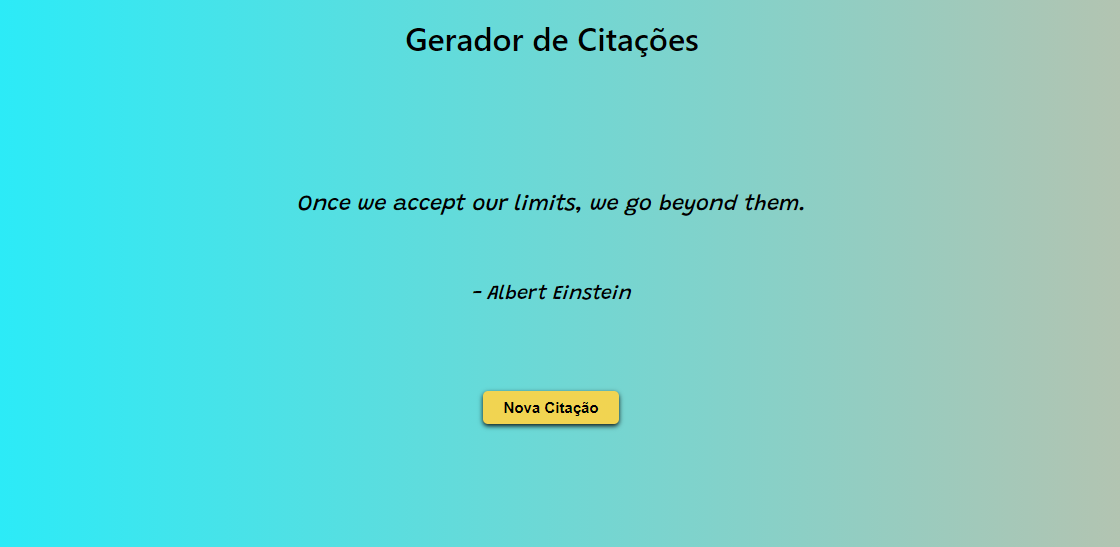 Gerador de Citações
Once we accept our limits, we go beyond them.
- Albert Einstein
Nova Citação